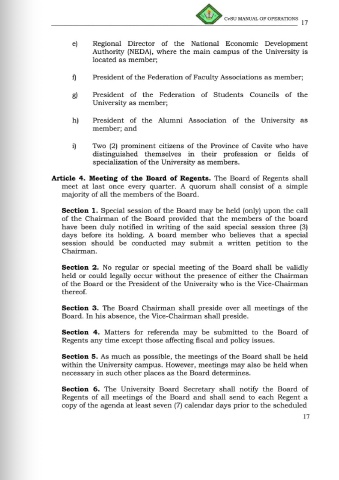 CvSU MANUAL OF OPERATIONS
17
e) Regional Director of the National Economic Development
Authority (NEDA), where the main campus of the University is
located as member;
f) President of the Federation of Faculty Associations as member;
g) President of the Federation of Students Councils of the
University as member;
h) President of the Alumni Association of the University as
member; and
i) Two (2) prominent citizens of the Province of Cavite who have
distinguished themselves in their profession or fields of
specialization of the University as members.
Article 4. Meeting of the Board of Regents. The Board of Regents shall
meet at last once every quarter. A quorum shall consist of a simple
majority of all the members of the Board.
Section 1. Special session of the Board may be held (only) upon the call
of the Chairman of the Board provided that the members of the board
have been duly notified in writing of the said special session three (3)
days before its holding. A board member who believes that a special
session should be conducted may submit a written petition to the
Chairman.
Section 2. No regular or special meeting of the Board shall be validly
held or could legally occur without the presence of either the Chairman
of the Board or the President of the University who is the Vice-Chairman
thereof.
Section 3. The Board Chairman shall preside over all meetings of the
Board. In his absence, the Vice-Chairman shall preside.
Section 4. Matters for referenda may be submitted to the Board of
Regents any time except those affecting fiscal and policy issues.
Section 5. As much as possible, the meetings of the Board shall be held
within the University campus. However, meetings may also be held when
necessary in such other places as the Board determines.
Section 6. The University Board Secretary shall notify the Board of
Regents of all meetings of the Board and shall send to each Regent a
copy of the agenda at least seven (7) calendar days prior to the scheduled
17